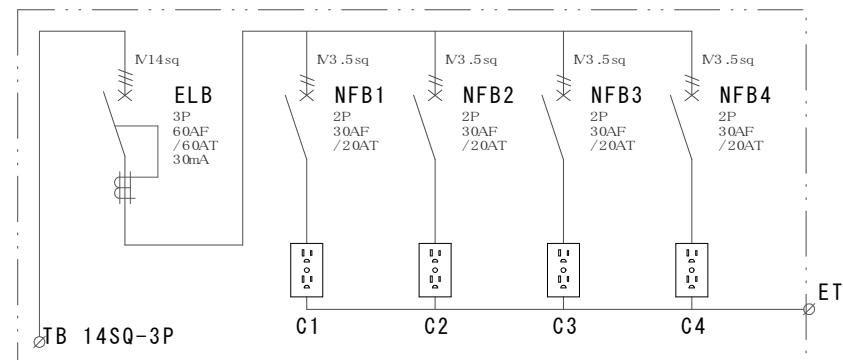 IV14sq
ELB
3P
60AF
/60AT
30mA
IV3.5sq
NFB1
2P
30AF
/20AT
IV3.5sq
NFB2
2P
30AF
/20AT
IV3.5sq
NFB3
2P
30AF
/20AT
IV3.5sq
NFB4
2P
30AF
/20AT
ET
TB 14SQ-3P
C1
C2
C3
C4